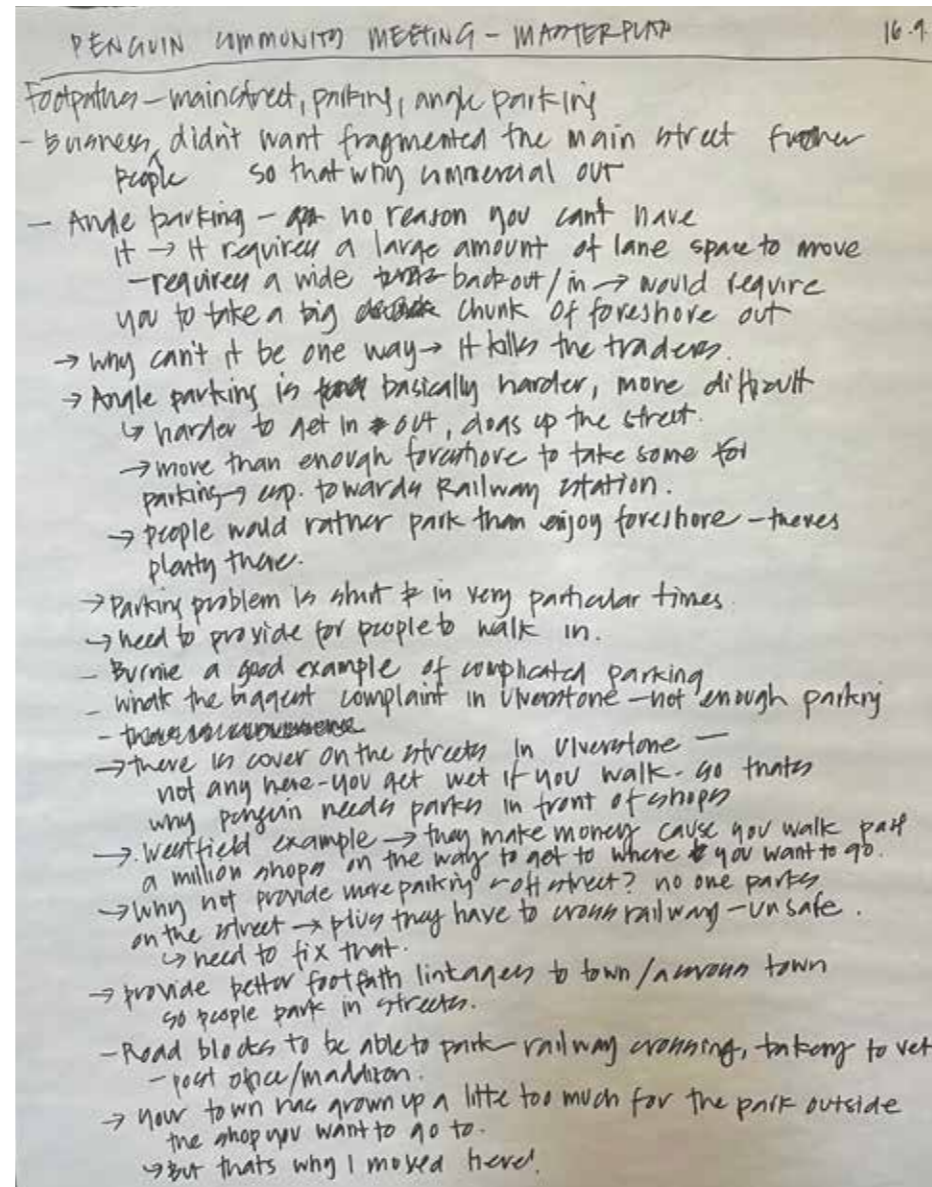 PENGUIN COMMUNITY MEETING - MASTERPLAN 16.9
Footpaths - mainstreet, parking, angle parking
- Business people didn't want fragmented the main street further
so that why commercial out
- Angle parking - no reason you cant have
it → it requires a large amount of lane space to move
- requires a wide back out/in → would require
you to take a big chunk of foreshore out
→ why can't it be one way → it kills the traders.
→ Angle parking is basically harder, more difficult
↳ harder to get in & out, clogs up the street.
→ more than enough foreshore to take some for
parking → esp. towards Railway station.
→ people would rather park than enjoy foreshore - theres
plenty there.
→ Parking problem is short & in very particular times.
↳ need to provide for people to walk in.
- Burnie a good example of complicated parking
- whats the biggest complaint in Ulverstone - not enough parking
-
→ there is cover on the streets in Ulverstone -
not any here - you get wet if you walk - so thats
why penguin needs parks in front of shops
→ Westfield example → they make money cause you walk past
a million shops on the way to get to where you want to go.
→ Why not provide more parking off street? no one parks
on the street → plus they have to cross railway - unsafe.
↳ need to fix that.
→ provide better footpath linkages to town / around town
so people park in streets.
- Road blocks to be able to park - railway crossing, to vet
- post office/maddison.
→ your town has grown up a litte too much for the park outside
the shop you want to go to.
↳ But thats why I moved here!